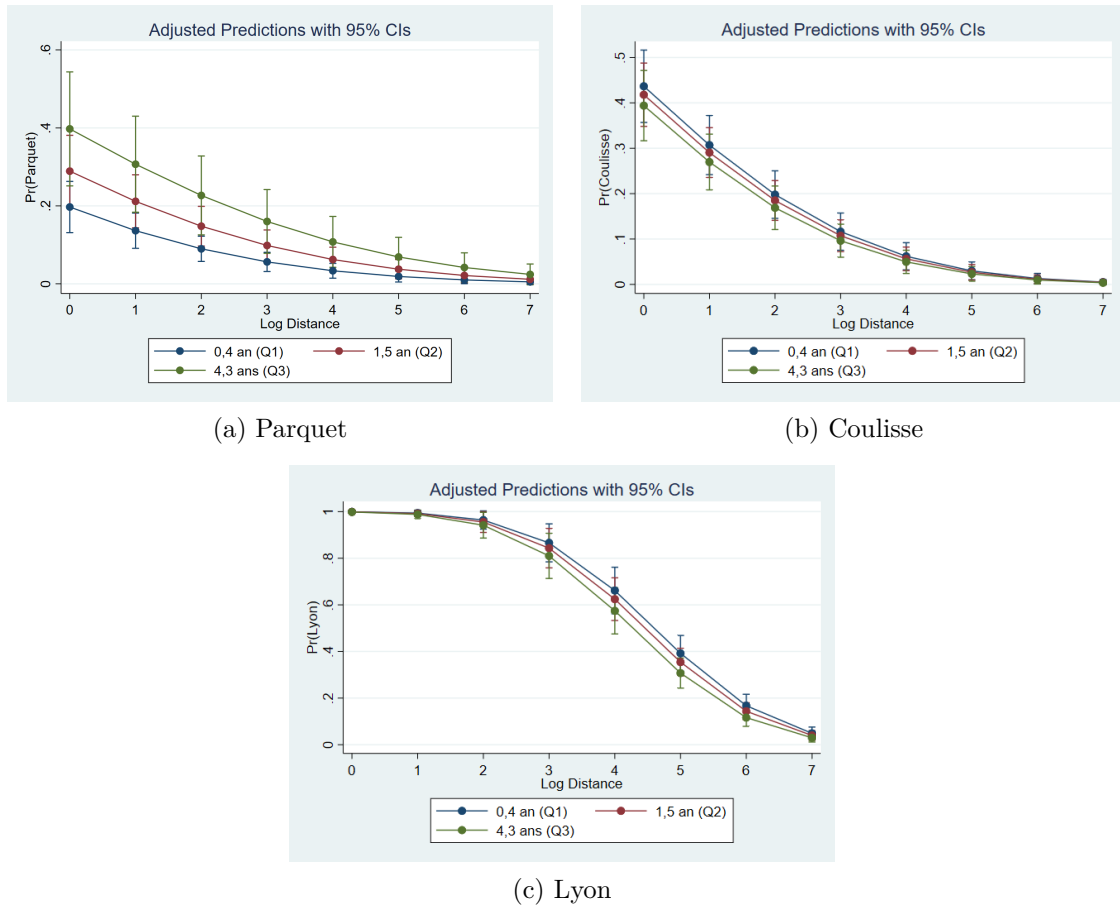 Adjusted Predictions with 95% CIs
Pr(Parquet)
.6
.4
.2
0
0 1 2 3 4 5 6 7
Log Distance
0,4 an (Q1) 1,5 an (Q2)
4,3 ans (Q3)
(a) Parquet
Adjusted Predictions with 95% CIs
Pr(Coulisse)
.5
.4
.3
.2
.1
0
0 1 2 3 4 5 6 7
Log Distance
0,4 an (Q1) 1,5 an (Q2)
4,3 ans (Q3)
(b) Coulisse
Adjusted Predictions with 95% CIs
Pr(Lyon)
1
.8
.6
.4
.2
0
0 1 2 3 4 5 6 7
Log Distance
0,4 an (Q1) 1,5 an (Q2)
4,3 ans (Q3)
(c) Lyon